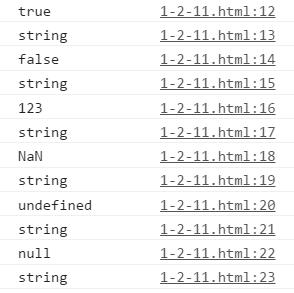 true 1-2-11.html:12
string 1-2-11.html:13
false 1-2-11.html:14
string 1-2-11.html:15
123 1-2-11.html:16
string 1-2-11.html:17
NaN 1-2-11.html:18
string 1-2-11.html:19
undefined 1-2-11.html:20
string 1-2-11.html:21
null 1-2-11.html:22
string 1-2-11.html:23